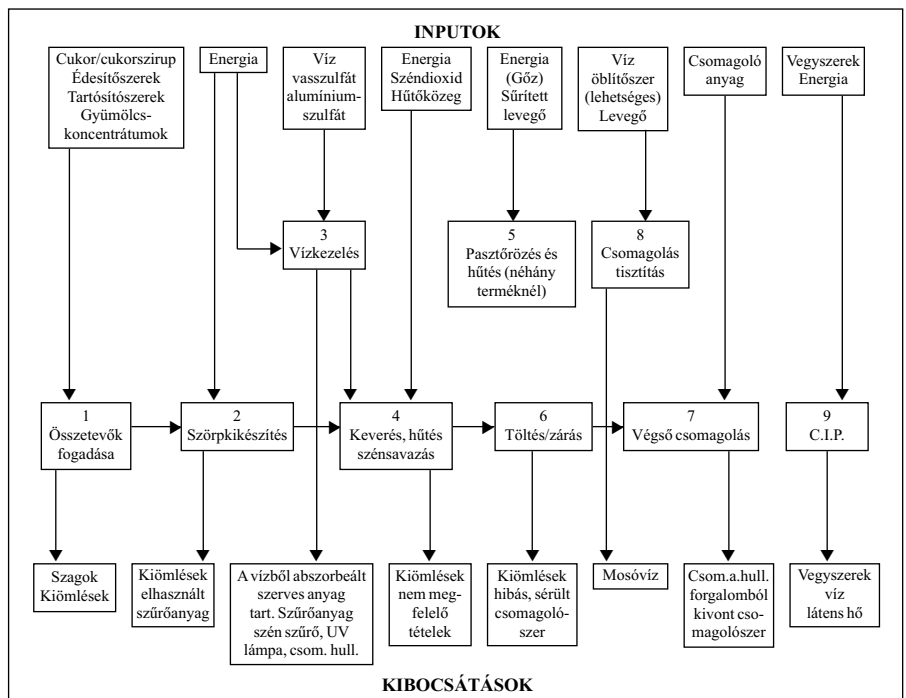 INPUTOK
Cukor/cukorszirup
Édesítőszerek
Tartósítószerek
Gyümölcs-
koncentrátumok
Energia
Víz
vasszulfát
alumínium-
szulfát
Energia
Széndioxid
Hűtőközeg
Energia
(Gőz)
Sűrített
levegő
Víz
öblítőszer
(lehetséges)
Levegő
Csomagoló
anyag
Vegyszerek
Energia
3
Vízkezelés
5
Pasztőrözés és
hűtés (néhány
terméknél)
8
Csomagolás
tisztítás
1
Összetevők
fogadása
2
Szörpkikészítés
4
Keverés, hűtés
szénsavazás
6
Töltés/zárás
7
Végső csomagolás
9
C.I.P.
Szagok
Kiömlések
Kiömlések
elhasznált
szűrőanyag
A vízből abszorbeált
szerves anyag
tart. Szűrőanyag
szén szűrő, UV
lámpa, csom. hull.
Kiömlések
nem meg-
felelő
tételek
Kiömlések
hibás, sérült
csomagoló-
szer
Mosóvíz
Csom.a.hull.
forgalomból
kivont cso-
magolószer
Vegyszerek
víz
látens hő
KIBOCSÁTÁSOK